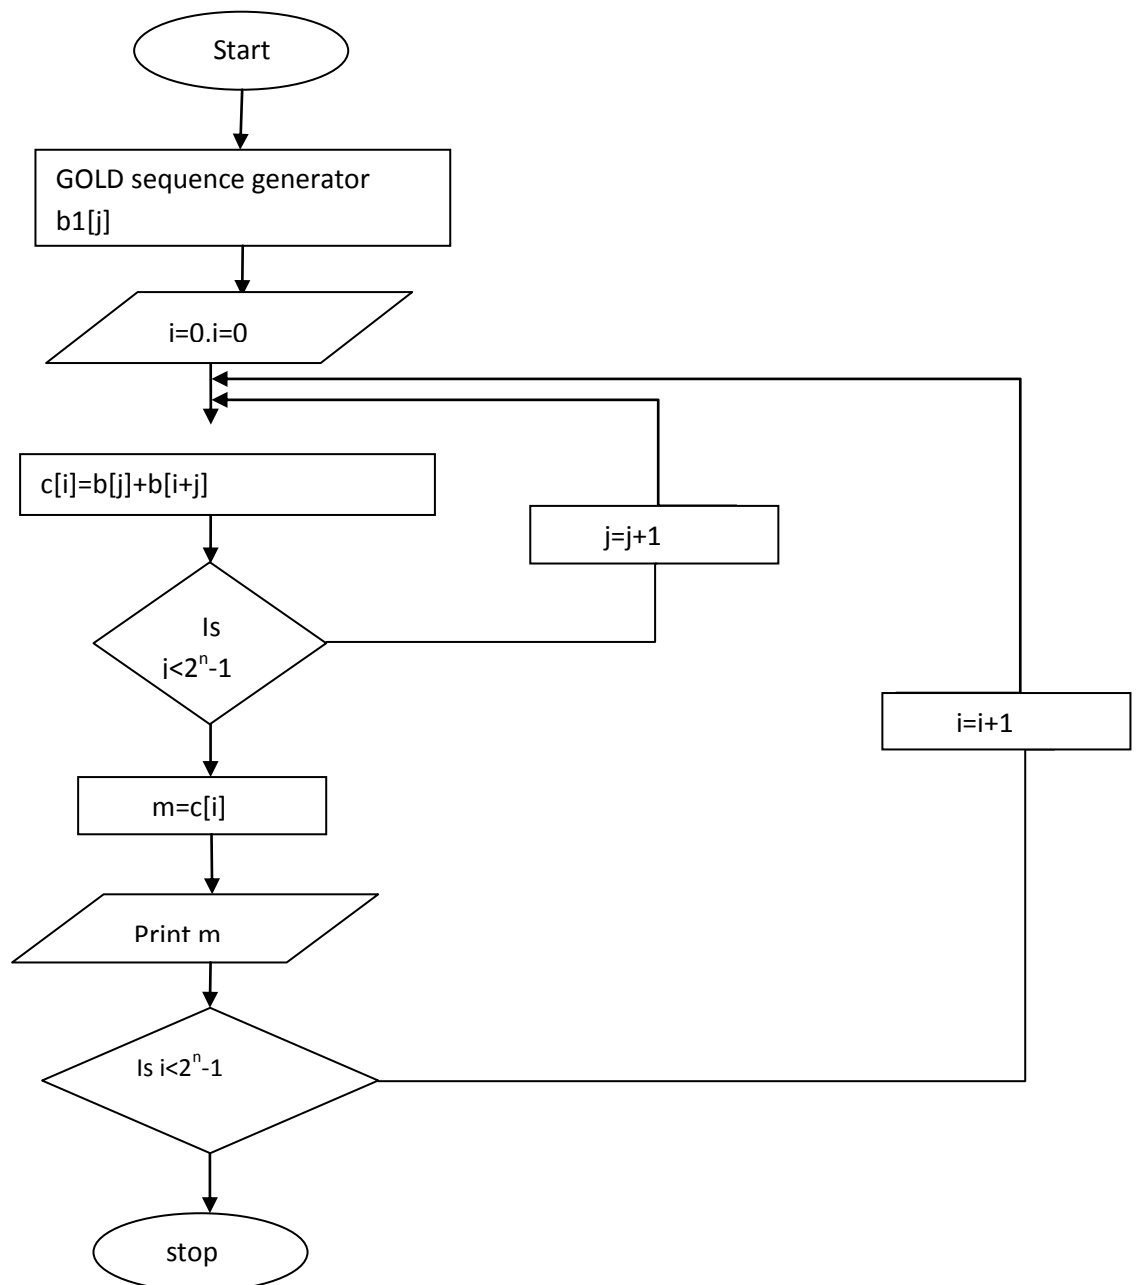 Start
GOLD sequence generator
b1[j]
i=0.i=0
c[i]=b[j]+b[i+j]
j=j+1
Is
j<2ⁿ-1
i=i+1
m=c[i]
Print m
Is i<2ⁿ-1
stop